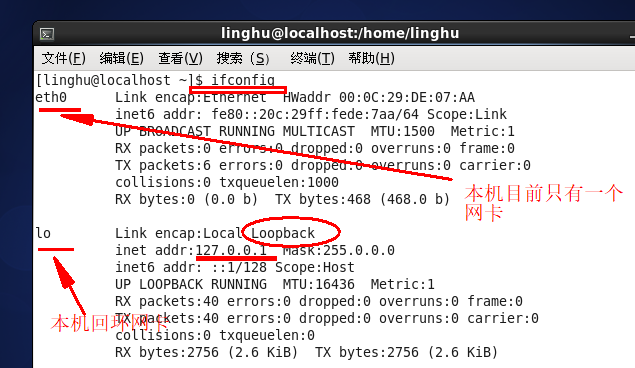 linghu@localhost:/home/linghu
文件(F) 编辑(E) 查看(V) 搜索 (S) 终端(T) 帮助(H)
[linghu@localhost ~]$ ifconfig
eth0 Link encap:Ethernet HWaddr 00:0C:29:DE:07:AA
inet6 addr: fe80::20c:29ff:fede:7aa/64 Scope:Link
UP BROADCAST RUNNING MULTICAST MTU:1500 Metric:1
RX packets:0 errors:0 dropped:0 overruns:0 frame:0
TX packets:6 errors:0 dropped:0 overruns:0 carrier:0
collisions:0 txqueuelen:1000
RX bytes:0 (0.0 b) TX bytes:468 (468.0 b)
本机目前只有一个
网卡
lo Link encap:Local Loopback
inet addr:127.0.0.1 Mask:255.0.0.0
inet6 addr: ::1/128 Scope:Host
UP LOOPBACK RUNNING MTU:16436 Metric:1
RX packets:40 errors:0 dropped:0 overruns:0 frame:0
TX packets:40 errors:0 dropped:0 overruns:0 carrier:0
本机回环网卡
collisions:0 txqueuelen:0
RX bytes:2756 (2.6 KiB) TX bytes:2756 (2.6 KiB)